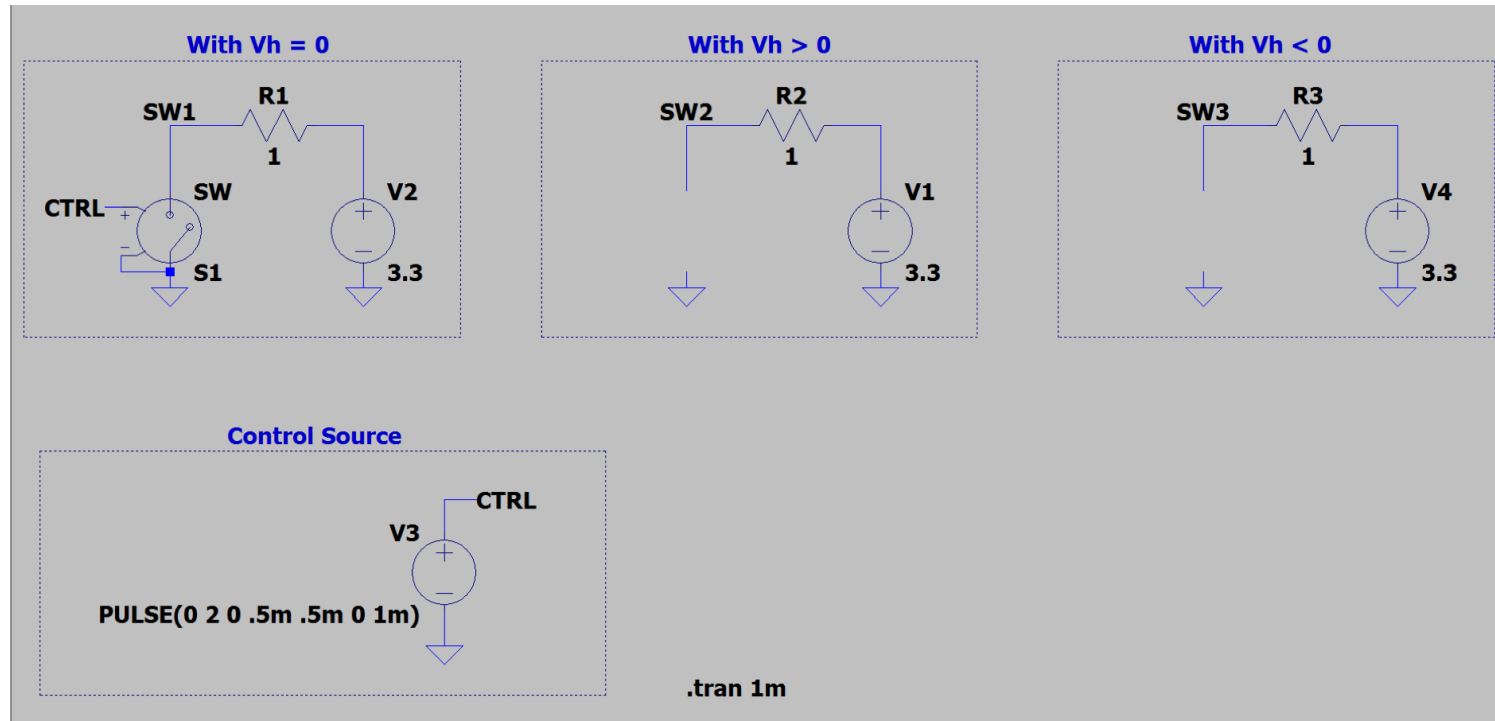 With Vh = 0
With Vh > 0
With Vh < 0
R1
R2
R3
SW1
SW2
SW3
1
1
1
SW
V2
V1
V4
CTRL
+
+
+
+
−
−
−
−
S1
3.3
3.3
3.3
Control Source
CTRL
V3
+
−
PULSE(0 2 0 .5m .5m 0 1m)
.tran 1m